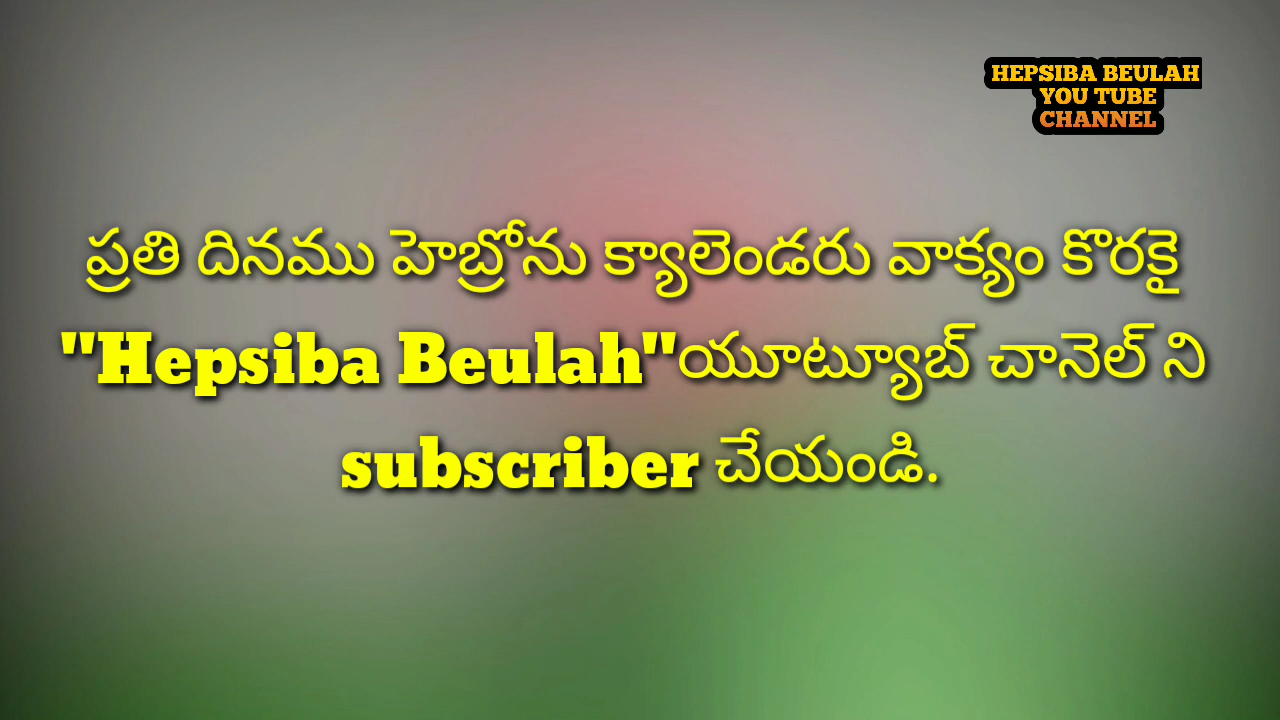 HEPSIBA BEULAH
YOU TUBE
CHANNEL
ప్రతి దినము హెబ్రోను క్యాలెండరు వాక్యం కొరకై
"Hepsiba Beulah"యూట్యూబ్ చానెల్ ని
subscriber చేయండి.